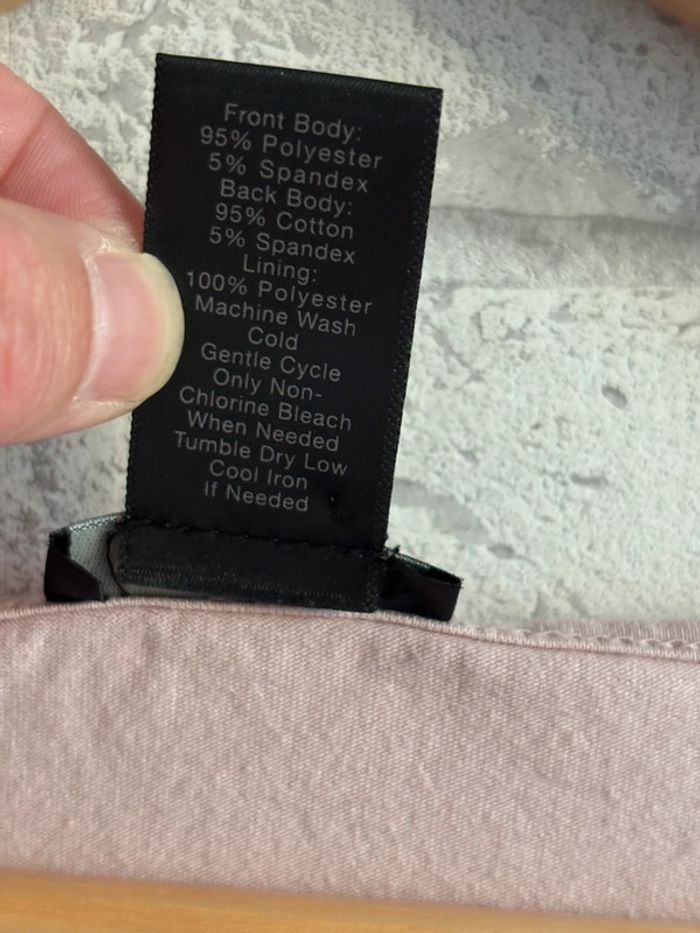 Front Body:
95% Polyester
5% Spandex
Back Body:
95% Cotton
5% Spandex
Lining:
100% Polyester
Machine Wash
Cold
Gentle Cycle
Only Non-
Chlorine Bleach
When Needed
Tumble Dry Low
Cool Iron
If Needed